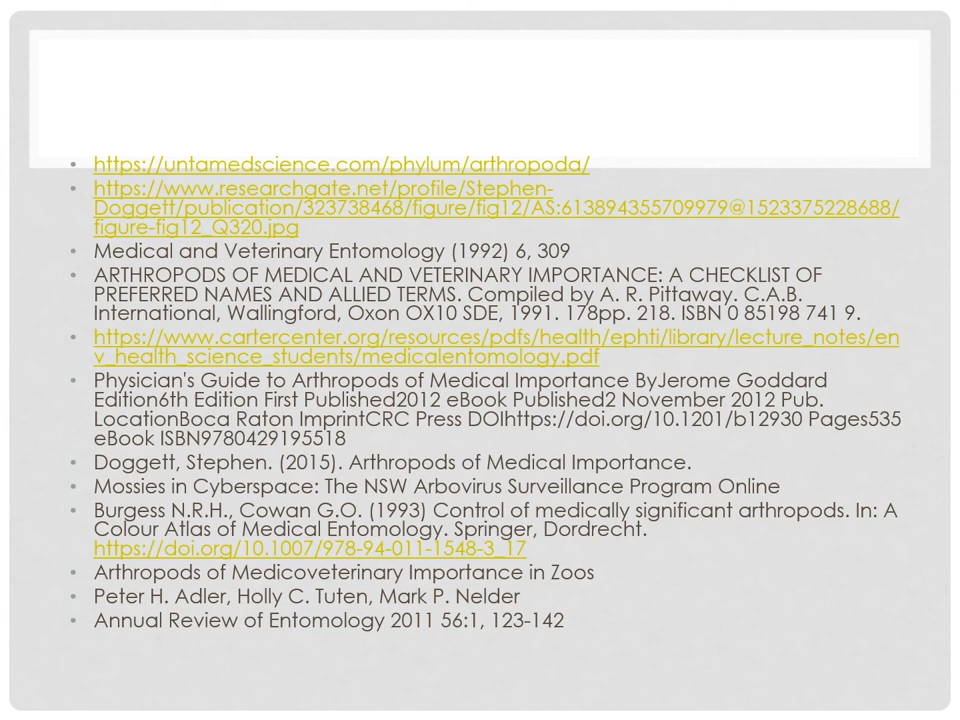 • https://untamedscience.com/phylum/arthropoda/
• https://www.researchgate.net/profile/Stephen-
Doggett/publication/323738468/figure/fig12/AS:613894355709979@1523375228688/
figure-fig12_Q320.jpg
• Medical and Veterinary Entomology (1992) 6, 309
• ARTHROPODS OF MEDICAL AND VETERINARY IMPORTANCE: A CHECKLIST OF
PREFERRED NAMES AND ALLIED TERMS. Compiled by A. R. Pittaway. C.A.B.
International, Wallingford, Oxon OX10 SDE, 1991. 178pp. 218. ISBN 0 85198 741 9.
• https://www.cartercenter.org/resources/pdfs/health/ephti/library/lecture_notes/en
v_health_science_students/medicalentomology.pdf
• Physician's Guide to Arthropods of Medical Importance ByJerome Goddard
Edition6th Edition First Published2012 eBook Published2 November 2012 Pub.
LocationBoca Raton ImprintCRC Press DOIhttps://doi.org/10.1201/b12930 Pages535
eBook ISBN9780429195518
• Doggett, Stephen. (2015). Arthropods of Medical Importance.
• Mossies in Cyberspace: The NSW Arbovirus Surveillance Program Online
• Burgess N.R.H., Cowan G.O. (1993) Control of medically significant arthropods. In: A
Colour Atlas of Medical Entomology. Springer, Dordrecht.
https://doi.org/10.1007/978-94-011-1548-3_17
• Arthropods of Medicoveterinary Importance in Zoos
• Peter H. Adler, Holly C. Tuten, Mark P. Nelder
• Annual Review of Entomology 2011 56:1, 123-142